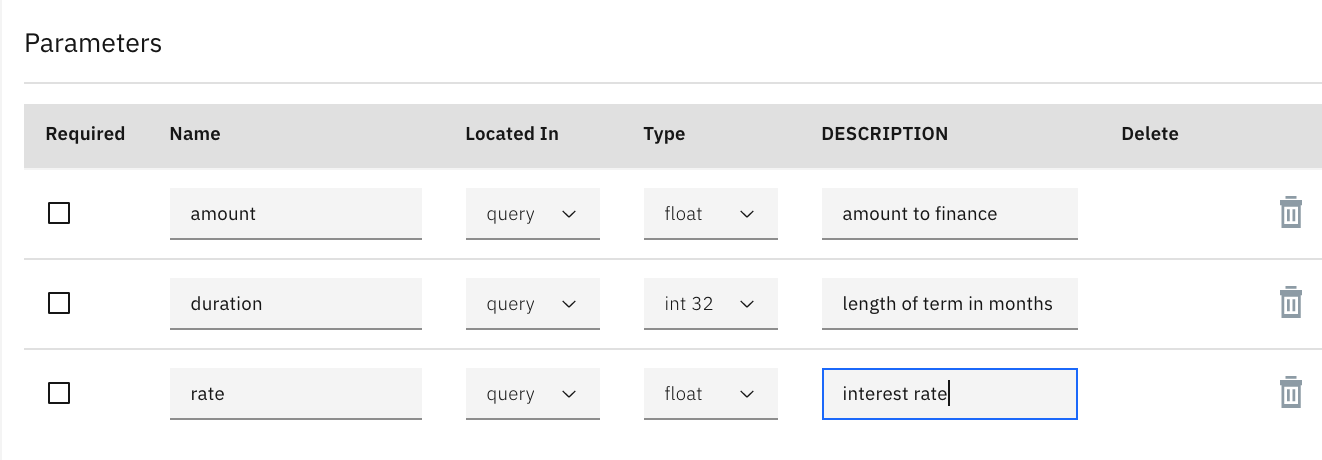 Parameters
Required Name Located In Type DESCRIPTION Delete
amount query float amount to finance
duration query int 32 length of term in months
rate query float interest rate